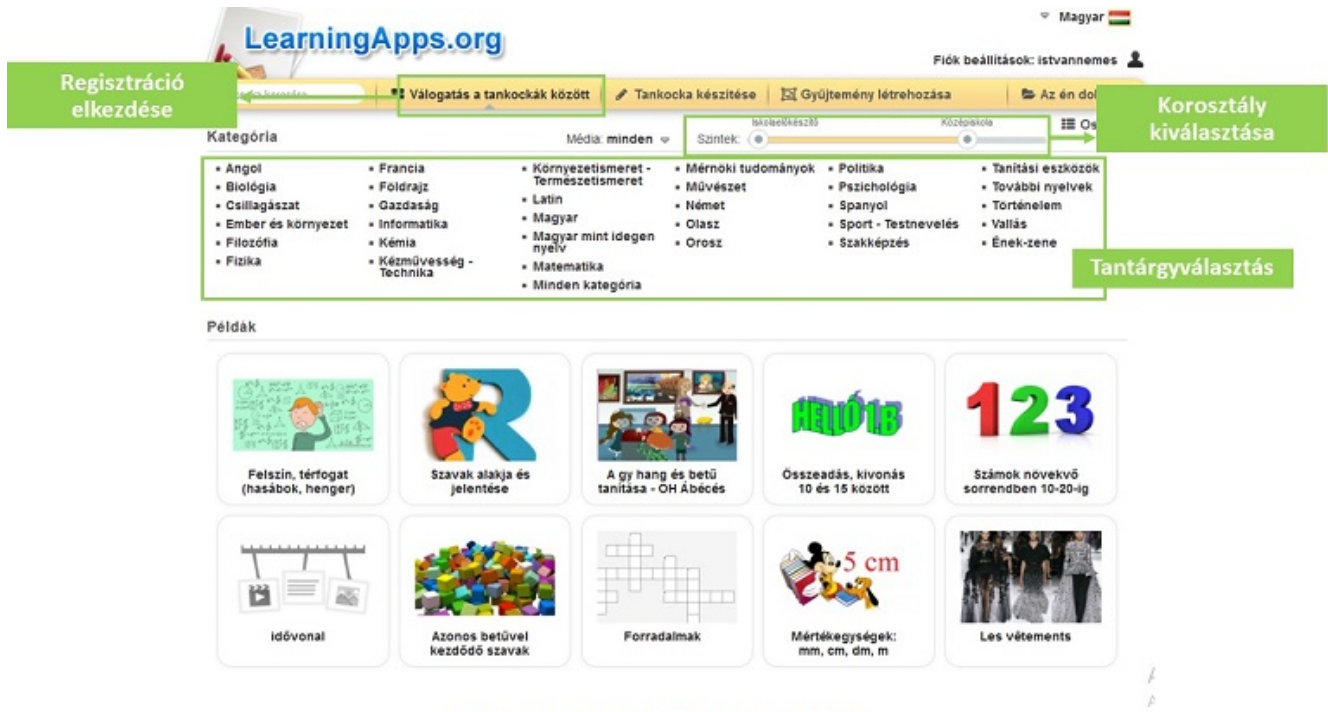 LearningApps.org
Magyar
Fiók beállítások: istvannemes
Regisztráció
elkezdése
Válogatás a tankockák között
Tankocka készítése
Gyűjtemény létrehozása
Az én
Korosztály
kiválasztása
Kategória
Média: minden
Szintek:
Iskolaelőkészítő
Középiskola
Angol
Biológia
Csillagászat
Ember és környezet
Filozófia
Fizika
Francia
Földrajz
Gazdaság
Informatika
Kémia
Kézművesség -
Technika
Környezetismeret -
Természetismeret
Latin
Magyar
Magyar mint idegen
nyelv
Matematika
Minden kategória
Mérnöki tudományok
Művészet
Német
Olasz
Orosz
Politika
Pszichológia
Spanyol
Sport - Testnevelés
Szakképzés
Tanítási eszközök
További nyelvek
Történelem
Vallás
Ének-zene
Tantárgyválasztás
Példák
Felszín, térfogat
(hasábok, henger)
R
Szavak alakja és
jelentése
A gy hang és betű
tanítása - OH Ábécés
HELLÓ 1.B
Összeadás, kivonás
10 és 15 között
123
Számok növekvő
sorrendben 10-20-ig
idővonal
Azonos betűvel
kezdődő szavak
Forradalmak
5 cm
Mértékegységek:
mm, cm, dm, m
Les vêtements